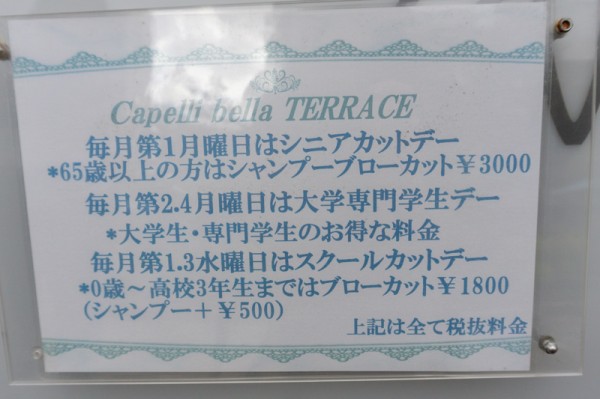 Capelli bella TERRACE
毎月第1月曜日はシニアカットデー
*65歳以上の方はシャンプーブローカット￥3000
毎月第2.4月曜日は大学専門学生デー
*大学生・専門学生のお得な料金
毎月第1.3水曜日はスクールカットデー
*0歳～高校3年生まではブローカット￥1800
(シャンプー＋￥500)
上記は全て税抜料金